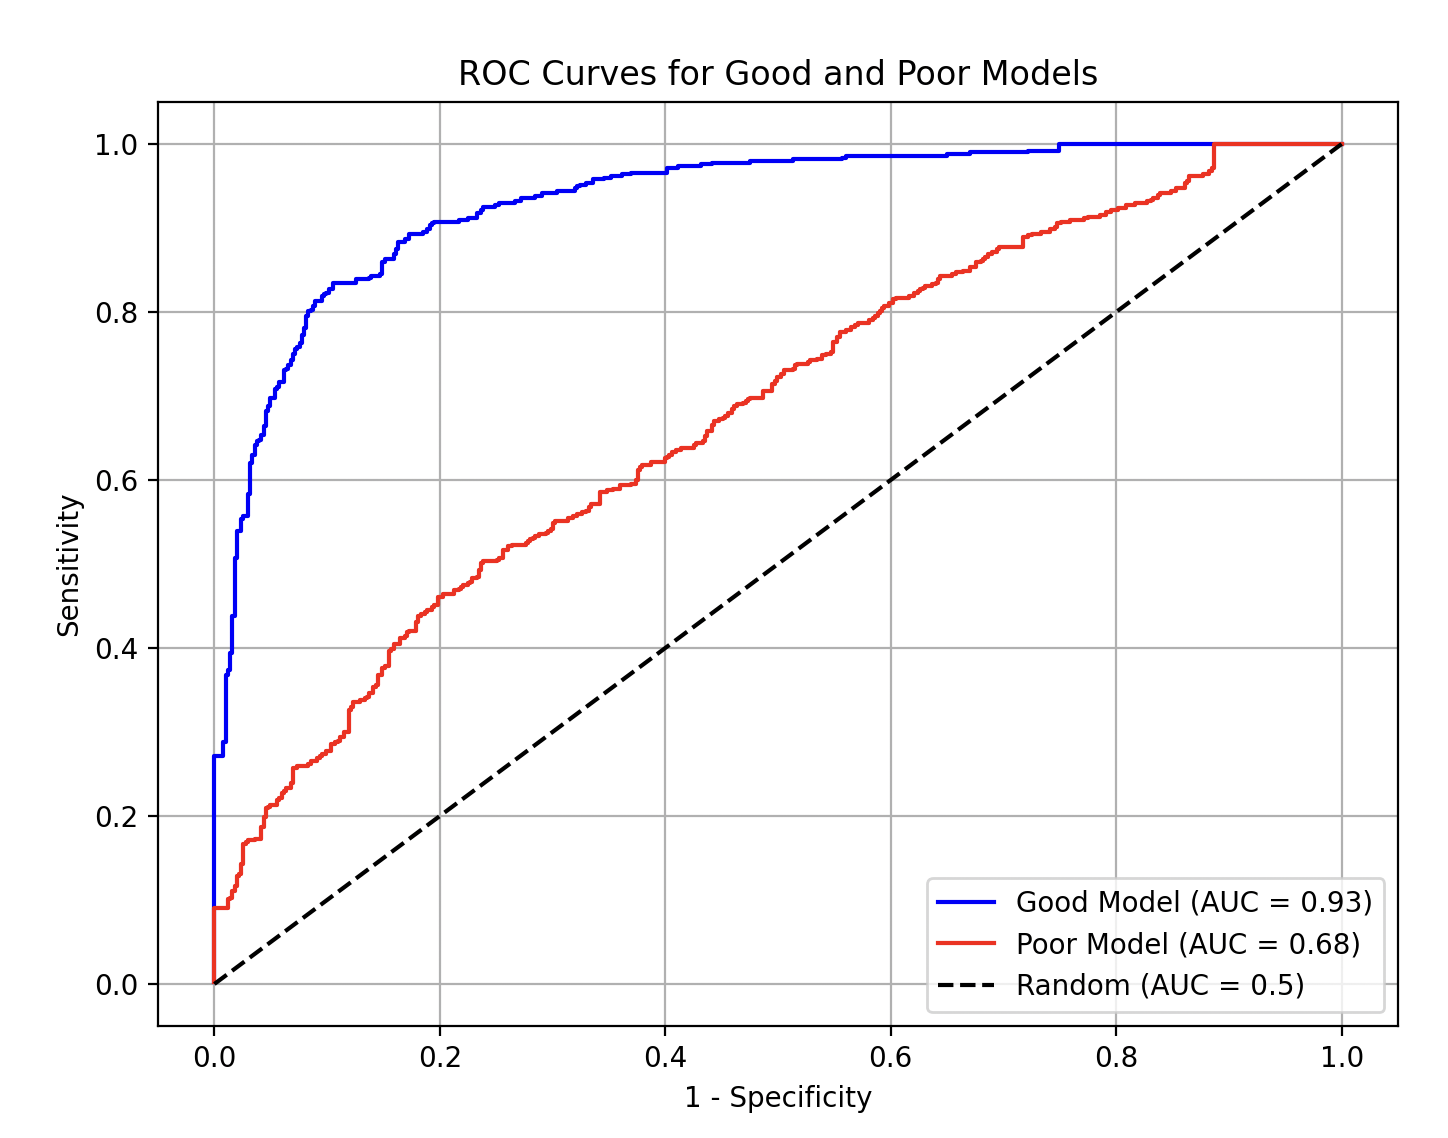 ROC Curves for Good and Poor Models
1.0
0.8
0.6
0.4
0.2
0.0
Sensitivity
Good Model (AUC = 0.93)
Poor Model (AUC = 0.68)
Random (AUC = 0.5)
0.0 0.2 0.4 0.6 0.8 1.0
1 - Specificity